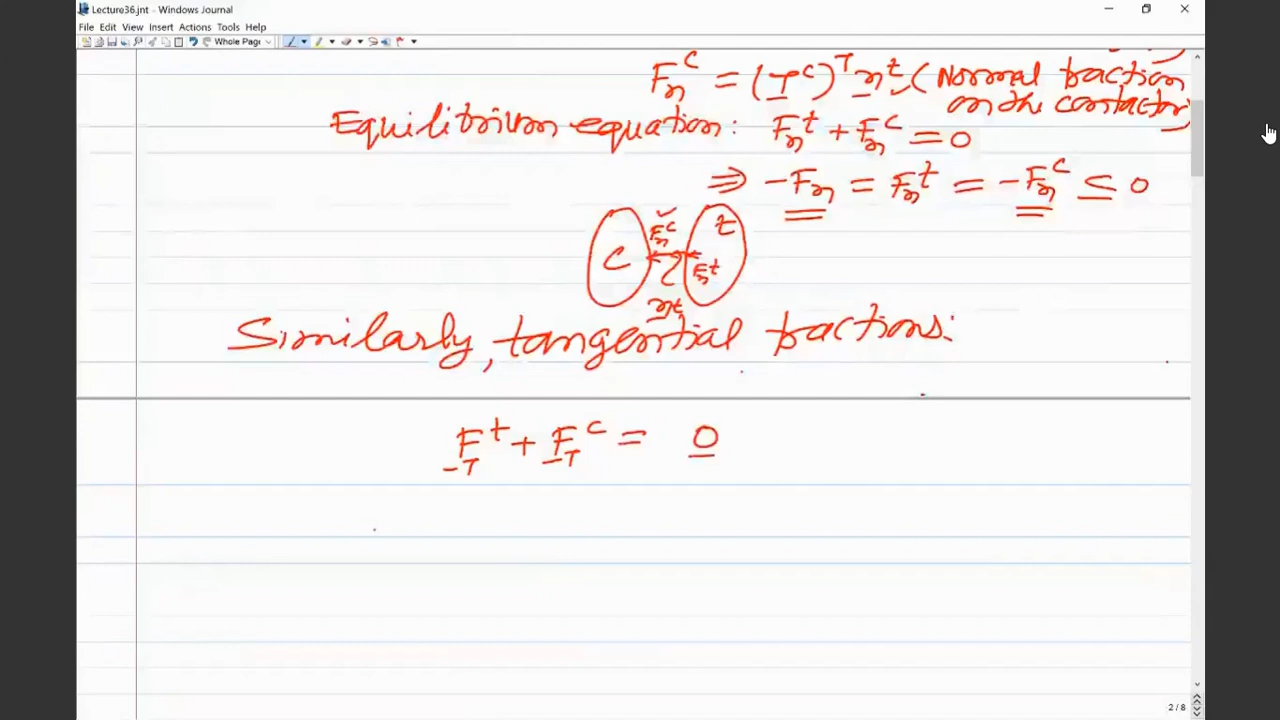 Lecture36.jnt - Windows Journal
File Edit View Insert Actions Tools Help
Whole Page
F_n^c = (T^c)^T n^t (Normal traction
on the contactor)
Equilibrium equation: F_n^t + F_n^c = 0
⇒ -F_n = F_n^t = -F_n^c ≤ 0
C F_n^c t
F_n^t
n^t
Similarly, tangential tractions:
F_T^t + F_T^c = 0
2 / 8